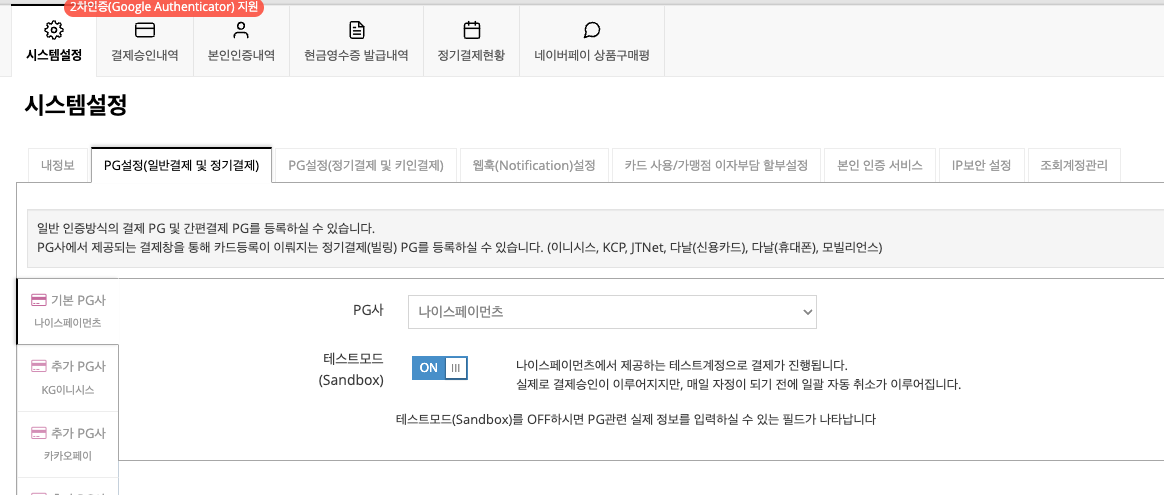 2차인증(Google Authenticator) 지원
시스템설정
결제승인내역
본인인증내역
현금영수증 발급내역
정기결제현황
네이버페이 상품구매평
시스템설정
내정보
PG설정(일반결제 및 정기결제)
PG설정(정기결제 및 키인결제)
웹훅(Notification)설정
카드 사용/가맹점 이자부담 할부설정
본인 인증 서비스
IP보안 설정
조회계정관리
일반 인증방식의 결제 PG 및 간편결제 PG를 등록하실 수 있습니다.
PG사에서 제공되는 결제창을 통해 카드등록이 이뤄지는 정기결제(빌링) PG를 등록하실 수 있습니다. (이니시스, KCP, JTNet, 다날(신용카드), 다날(휴대폰), 모빌리언스)
기본 PG사
나이스페이먼츠
추가 PG사
KG이니시스
추가 PG사
카카오페이
PG사
나이스페이먼츠
테스트모드
(Sandbox)
ON
나이스페이먼츠에서 제공하는 테스트계정으로 결제가 진행됩니다.
실제로 결제승인이 이루어지지만, 매일 자정이 되기 전에 일괄 자동 취소가 이루어집니다.
테스트모드(Sandbox)를 OFF하시면 PG관련 실제 정보를 입력하실 수 있는 필드가 나타납니다